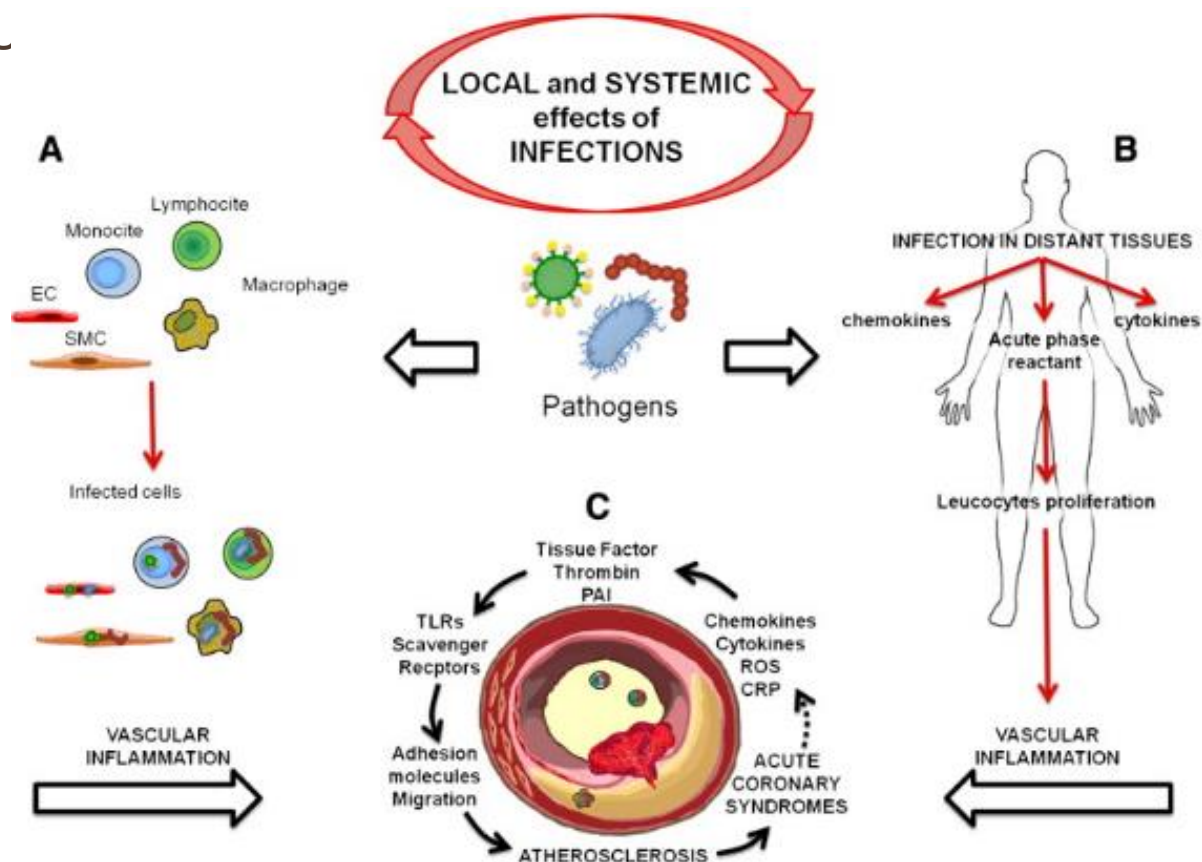 LOCAL and SYSTEMIC
effects of
INFECTIONS
A
Lymphocite
Monocite
Macrophage
EC
SMC
Infected cells
VASCULAR
INFLAMMATION
Pathogens
B
INFECTION IN DISTANT TISSUES
chemokines
cytokines
Acute phase
reactant
Leucocytes proliferation
VASCULAR
INFLAMMATION
C
Tissue Factor
Thrombin
PAI
TLRs
Scavenger
Recptors
Adhesion
molecules
Migration
ATHEROSCLEROSIS
ACUTE
CORONARY
SYNDROMES
Chemokines
Cytokines
ROS
CRP